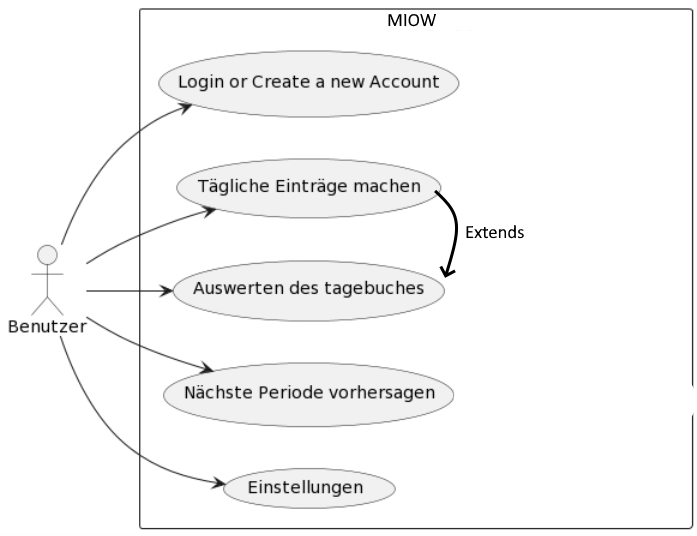 MIOW
Login or Create a new Account
Tägliche Einträge machen
Extends
Auswerten des tagebuches
Benutzer
Nächste Periode vorhersagen
Einstellungen